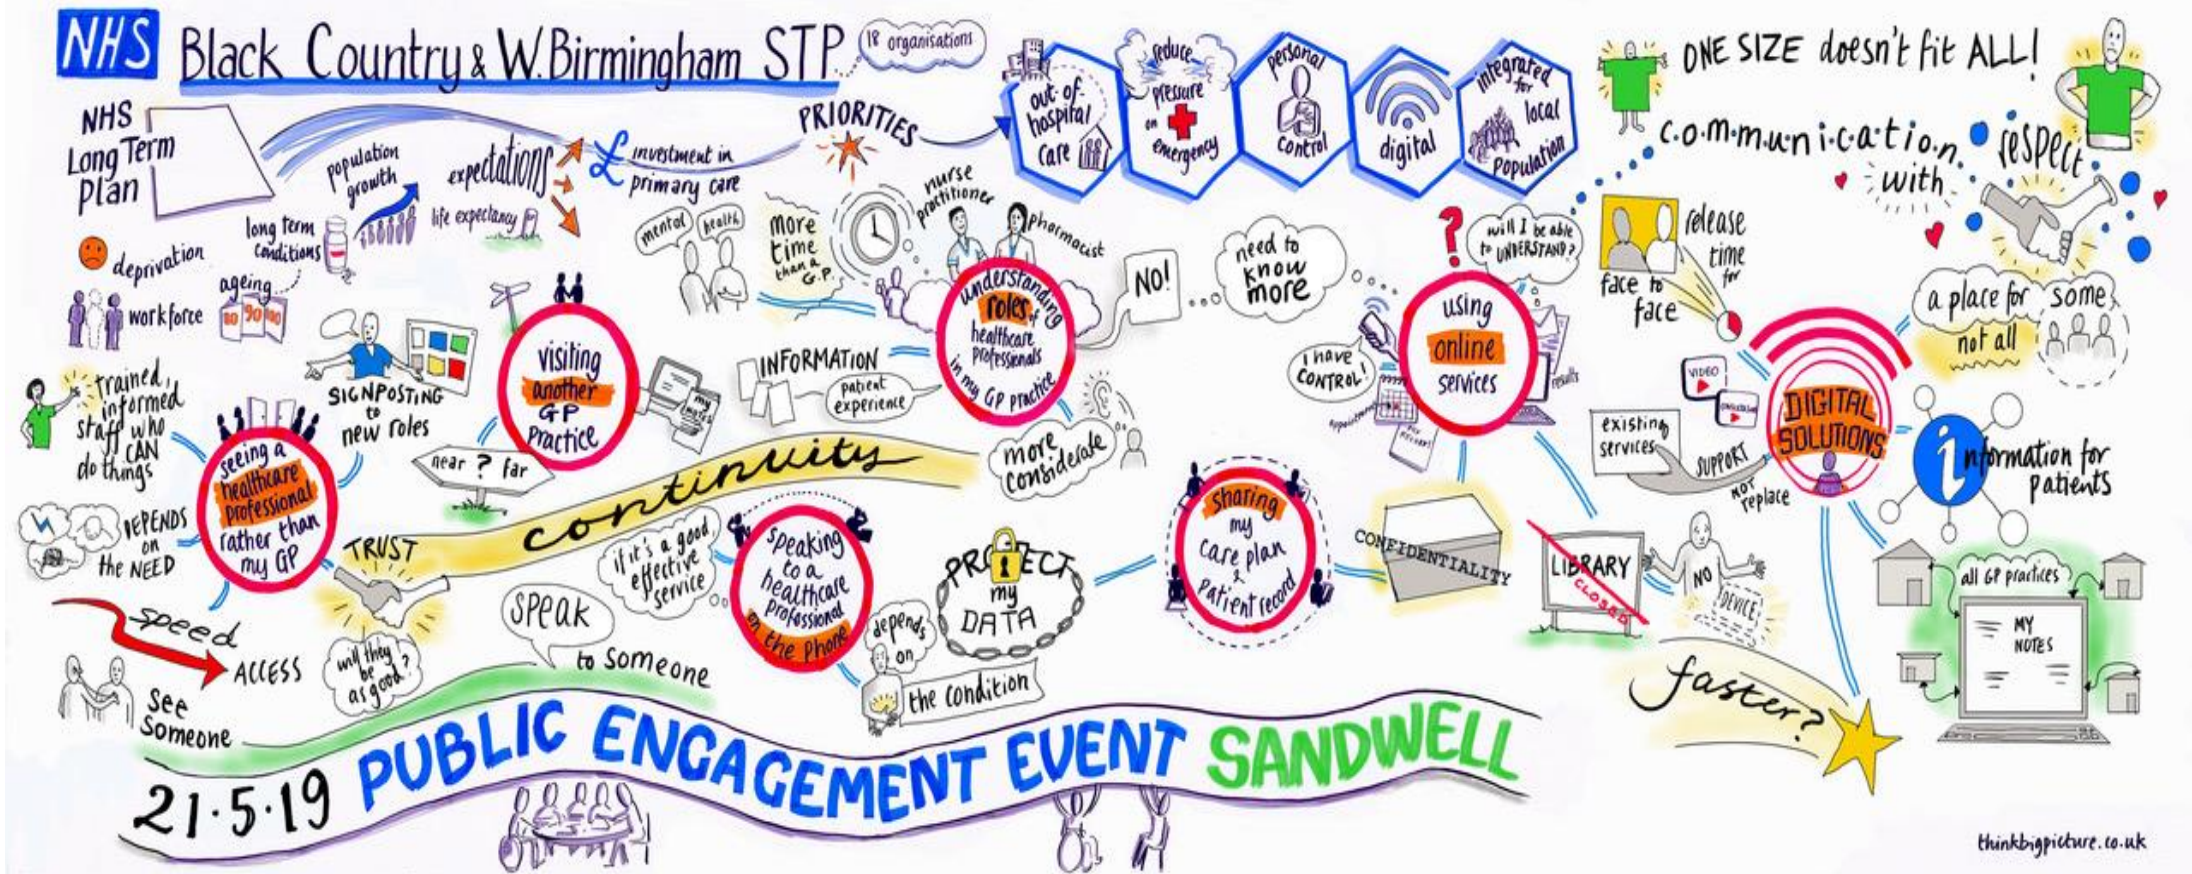 NHS
Black Country & W. Birmingham STP
18 organisations
NHS
Long Term
Plan
population
growth
expectations
£ investment in
primary care
PRIORITIES
out-of-
hospital
care
reduce
pressure
on
emergency
personal
control
digital
integrated
for
local
population
ONE SIZE doesn't fit ALL!
c.o.m.m.u.n.i.c.a.t.i.o.n.
with
respect
deprivation
workforce
long term
conditions
ageing
80 90 100
life expectancy
mental health
more
time
than a
G.P.
nurse
practitioner
pharmacist
understanding
roles of
healthcare
professionals
in my GP practice
NO!
need to
know
more
?
will I be able
to UNDERSTAND?
using
online
services
I have
CONTROL!
appointments
results
release
time
for
face to
face
a place for some
not all
trained,
informed
staff who
CAN
do things
SIGNPOSTING
to
new roles
visiting
another
GP
practice
near ? far
my
notes
INFORMATION
patient
experience
more
considerate
VIDEO
existing
services
SUPPORT
NOT
replace
DIGITAL
SOLUTIONS
information for
patients
seeing a
healthcare
professional
rather than
my GP
DEPENDS
on
the NEED
TRUST
continuity
if it's a good,
effective
service
speaking
to a
healthcare
professional
on the phone
PROTECT
my
DATA
sharing
my
care plan
&
patient record
CONFIDENTIALITY
LIBRARY
CLOSED
NO
DEVICE
all GP practices
MY
NOTES
speed
ACCESS
see
someone
will they
be
as good?
SPEAK
to someone
depends
on
the condition
faster?
21.5.19 PUBLIC ENGAGEMENT EVENT SANDWELL
thinkbigpicture.co.uk